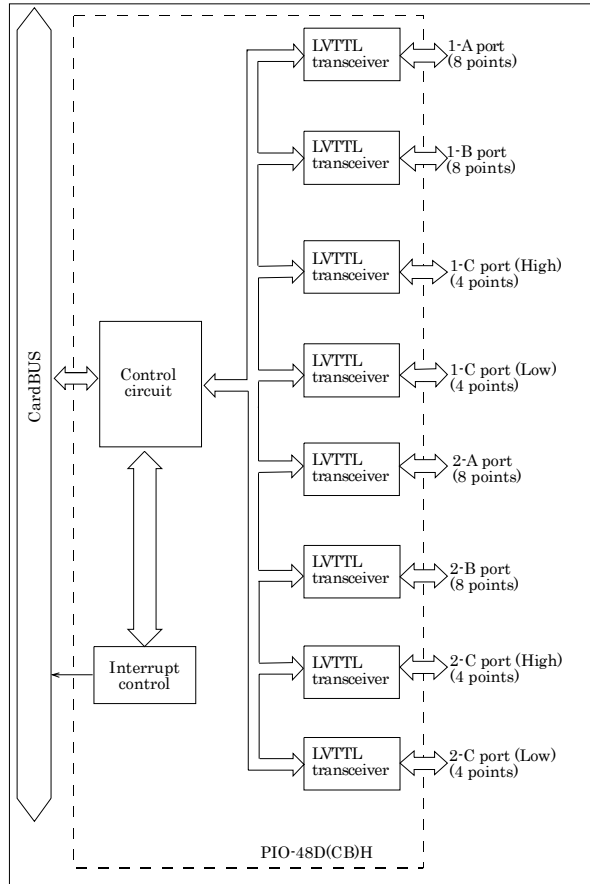 LVTTL
transceiver
1-A port
(8 points)
LVTTL
transceiver
1-B port
(8 points)
LVTTL
transceiver
1-C port (High)
(4 points)
CardBUS
Control
circuit
LVTTL
transceiver
1-C port (Low)
(4 points)
LVTTL
transceiver
2-A port
(8 points)
LVTTL
transceiver
2-B port
(8 points)
Interrupt
control
LVTTL
transceiver
2-C port (High)
(4 points)
LVTTL
transceiver
2-C port (Low)
(4 points)
PIO-48D(CB)H